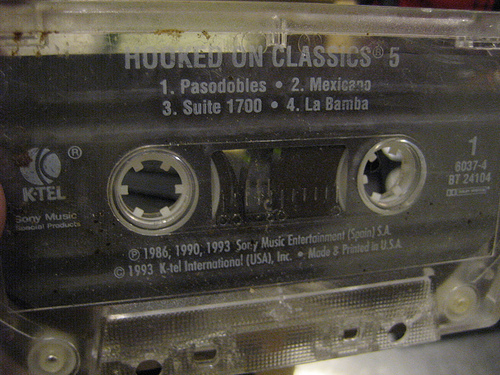 HOOKED ON CLASSICS® 5
1. Pasodobles • 2. Mexicano
3. Suite 1700 • 4. La Bamba
®
K-TEL
Sony Music
Special Products
1
6037-4
BT 24104
℗ 1986, 1990, 1993 Sony Music Entertainment (Spain) S.A.
© 1993 K-tel International (USA), Inc. • Made & Printed in U.S.A.